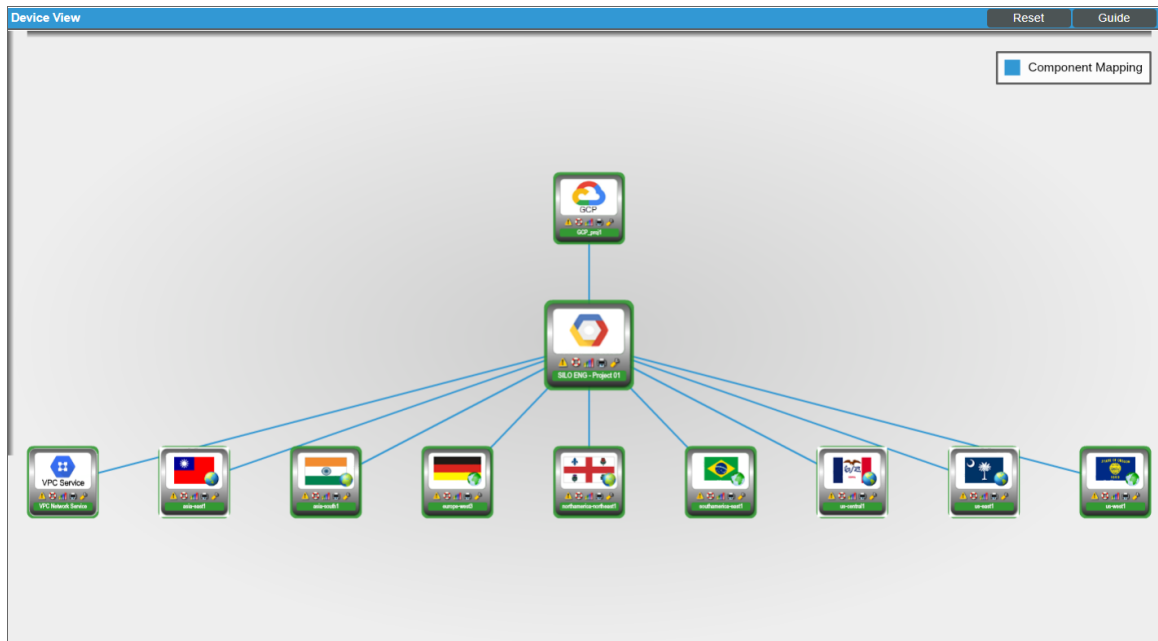 Device View
Reset
Guide
Component Mapping
GCP
GCP_proj1
SILO ENG - Project 01
VPC Service
VPC Network Service
asia-east1
asia-south1
europe-west3
northamerica-northeast1
southamerica-east1
us-central1
us-east1
us-west1